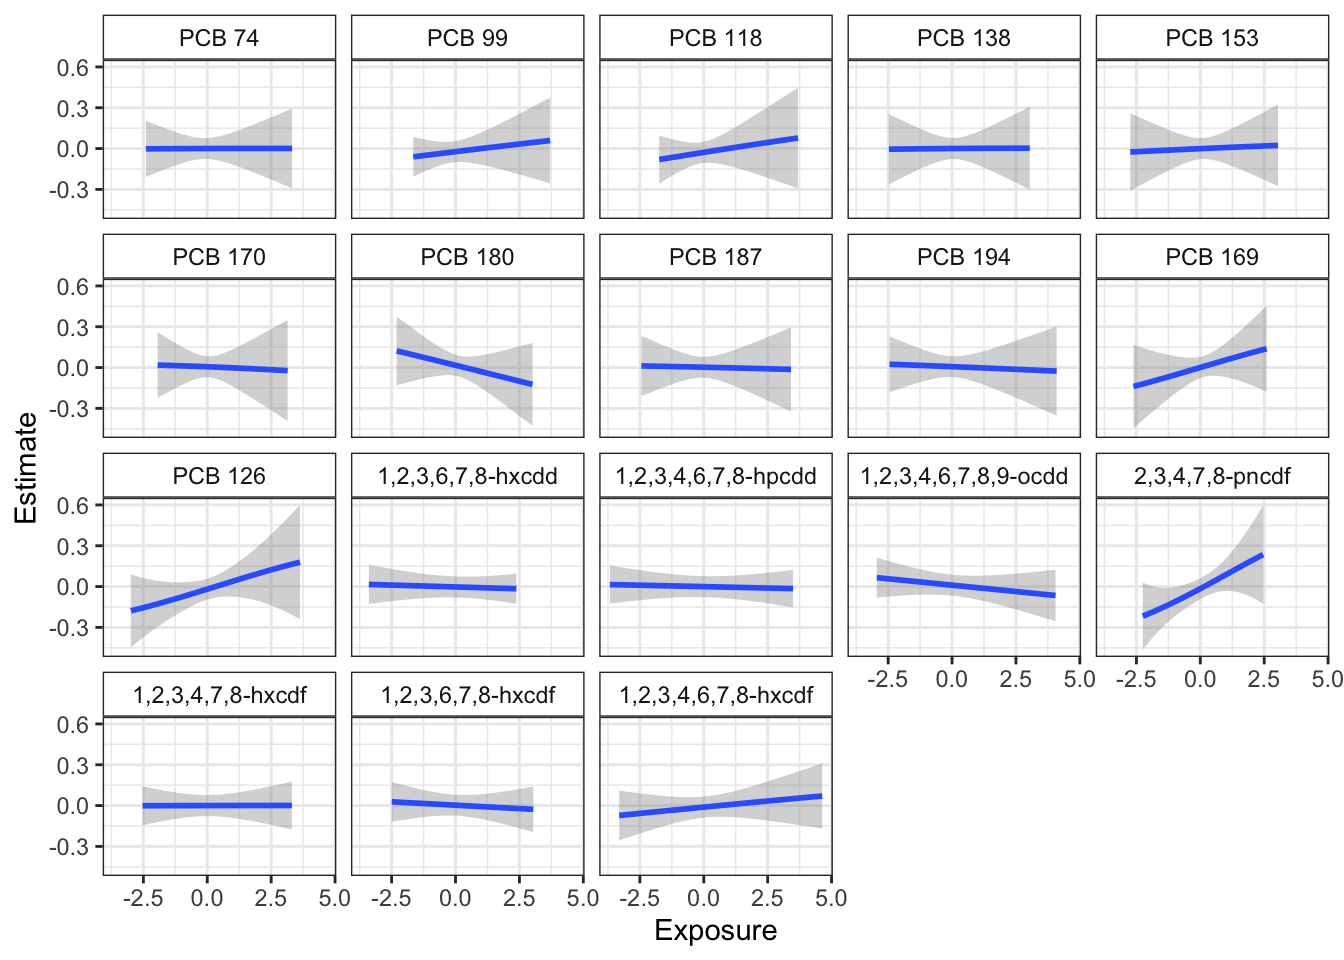 PCB 74 PCB 99 PCB 118 PCB 138 PCB 153
0.6
0.3
0.0
-0.3
PCB 170 PCB 180 PCB 187 PCB 194 PCB 169
0.6
0.3
0.0
-0.3
Estimate
PCB 126 1,2,3,6,7,8-hxcdd 1,2,3,4,6,7,8-hpcdd 1,2,3,4,6,7,8,9-ocdd 2,3,4,7,8-pncdf
0.6
0.3
0.0
-0.3
-2.5 0.0 2.5 5.0 -2.5 0.0 2.5 5.0
1,2,3,4,7,8-hxcdf 1,2,3,6,7,8-hxcdf 1,2,3,4,6,7,8-hxcdf
0.6
0.3
0.0
-0.3
-2.5 0.0 2.5 5.0 -2.5 0.0 2.5 5.0 -2.5 0.0 2.5 5.0
Exposure